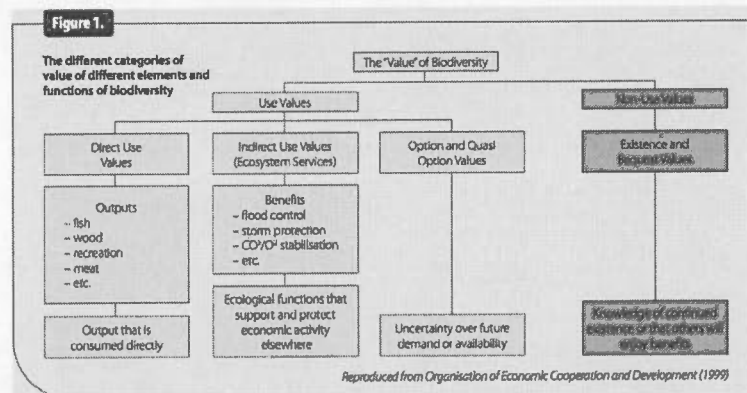 Figure 1.
The different categories of
value of different elements and
functions of biodiversity
The "Value" of Biodiversity
Use Values
Non-Use Values
Direct Use
Values
Indirect Use Values
(Ecosystem Services)
Option and Quasi
Option Values
Existence and
Bequest Values
Outputs
– fish
– wood
– recreation
– meat
– etc.
Benefits
– flood control
– storm protection
– stabilisation
– etc.
Output that is
consumed directly
Ecological functions that
support and protect
economic activity
elsewhere
Uncertainty over future
demand or availability
Knowledge of continued
existence or that others will
enjoy benefits
Reproduced from Organisation of Economic Cooperation and Development (1999)